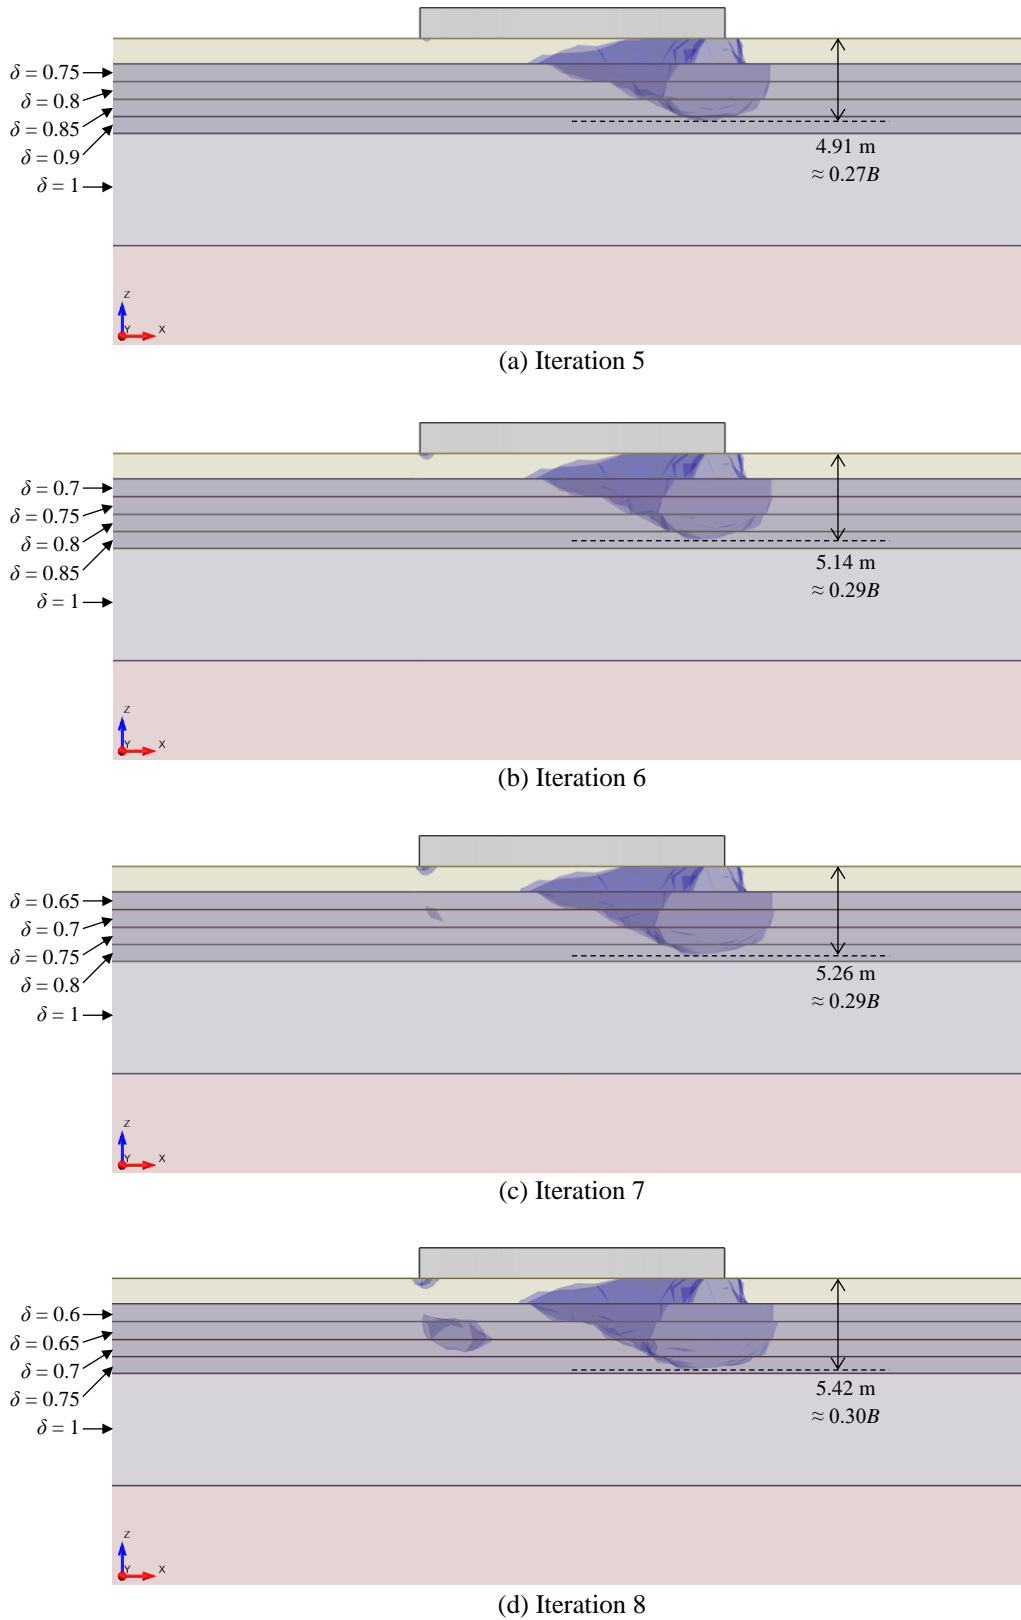 δ = 0.75
δ = 0.8
δ = 0.85
δ = 0.9
δ = 1
4.91 m
≈ 0.27B
Z
Y
X
(a) Iteration 5
δ = 0.7
δ = 0.75
δ = 0.8
δ = 0.85
δ = 1
5.14 m
≈ 0.29B
Z
Y
X
(b) Iteration 6
δ = 0.65
δ = 0.7
δ = 0.75
δ = 0.8
δ = 1
5.26 m
≈ 0.29B
Z
Y
X
(c) Iteration 7
δ = 0.6
δ = 0.65
δ = 0.7
δ = 0.75
δ = 1
5.42 m
≈ 0.30B
Z
Y
X
(d) Iteration 8